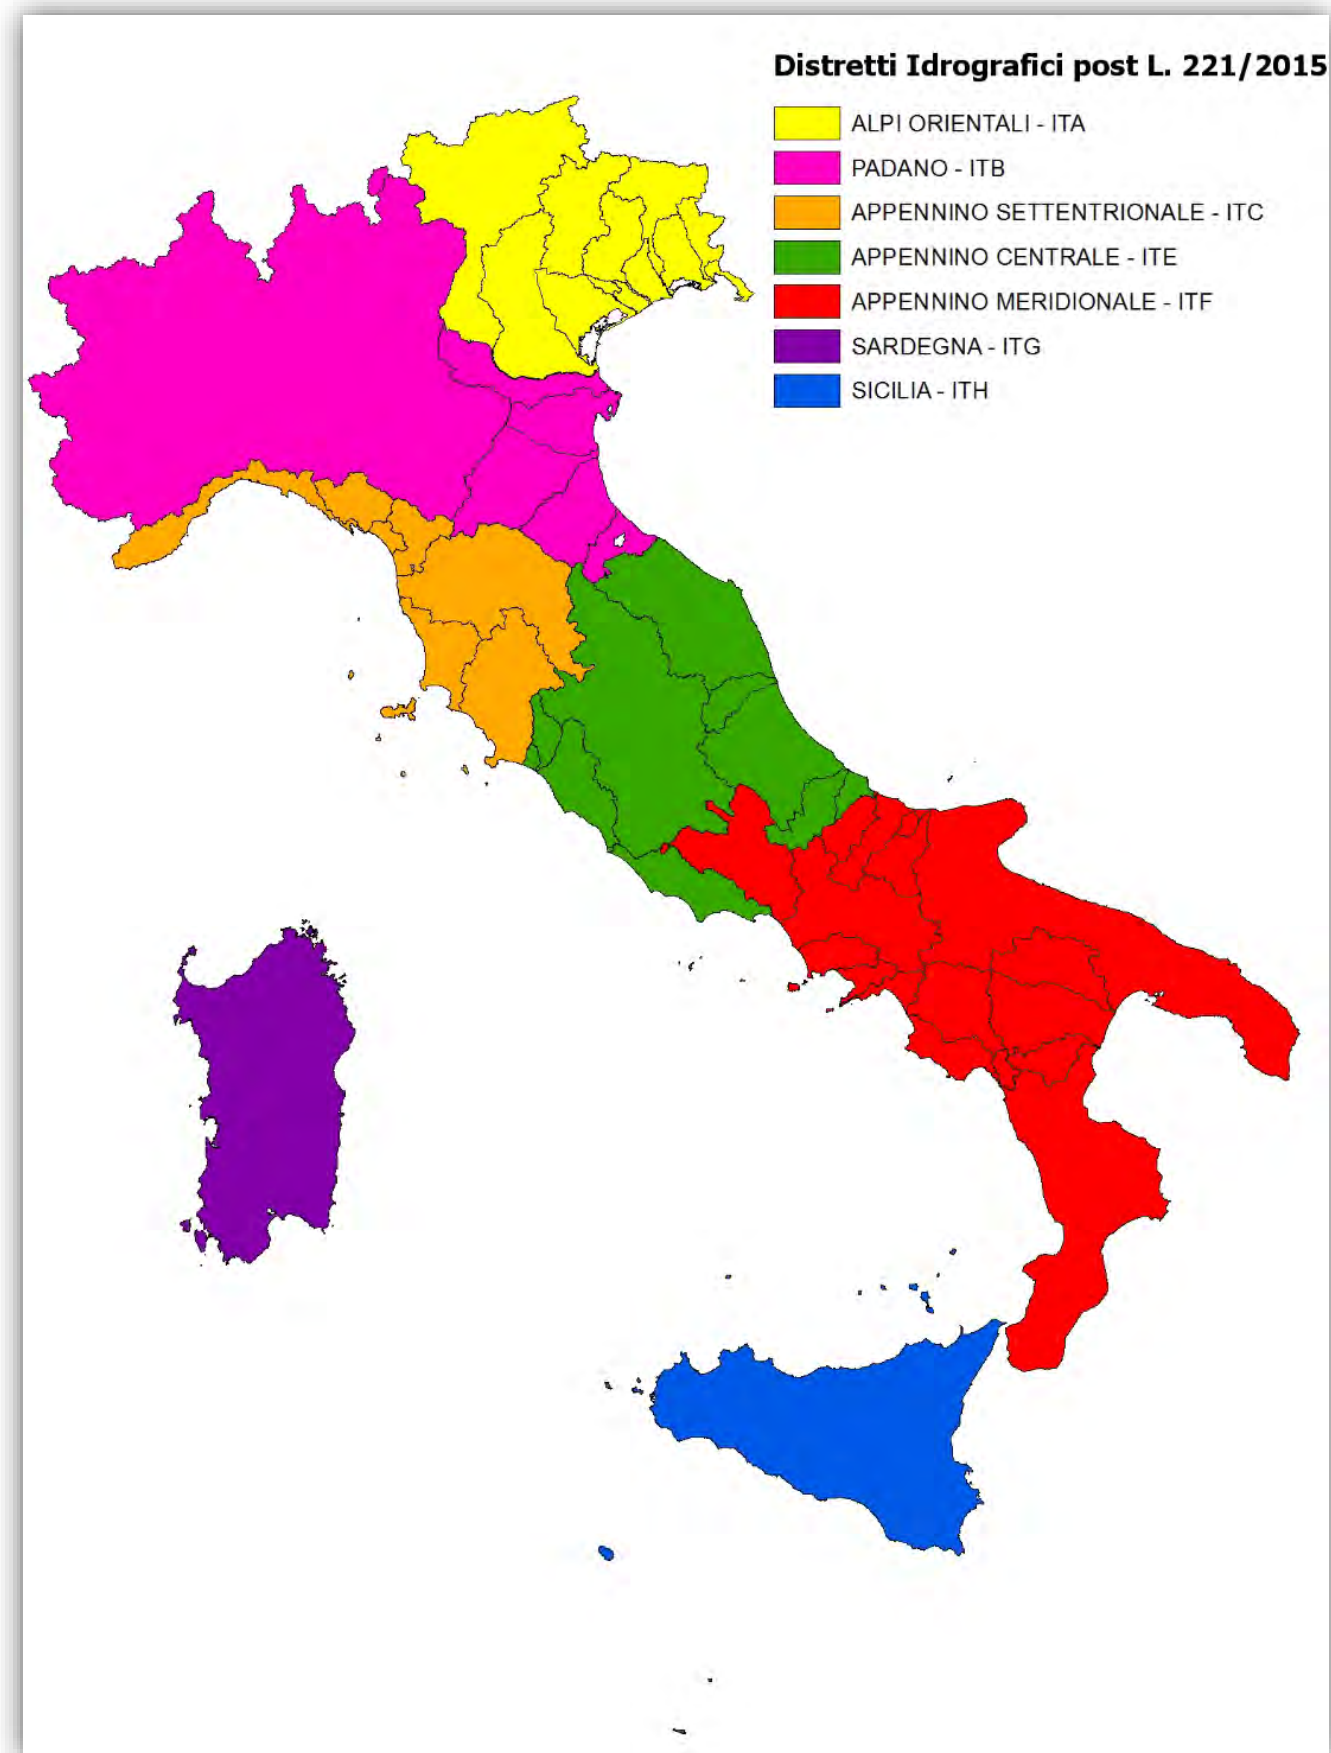 Distretti Idrografici post L. 221/2015
ALPI ORIENTALI - ITA
PADANO - ITB
APPENNINO SETTENTRIONALE - ITC
APPENNINO CENTRALE - ITE
APPENNINO MERIDIONALE - ITF
SARDEGNA - ITG
SICILIA - ITH